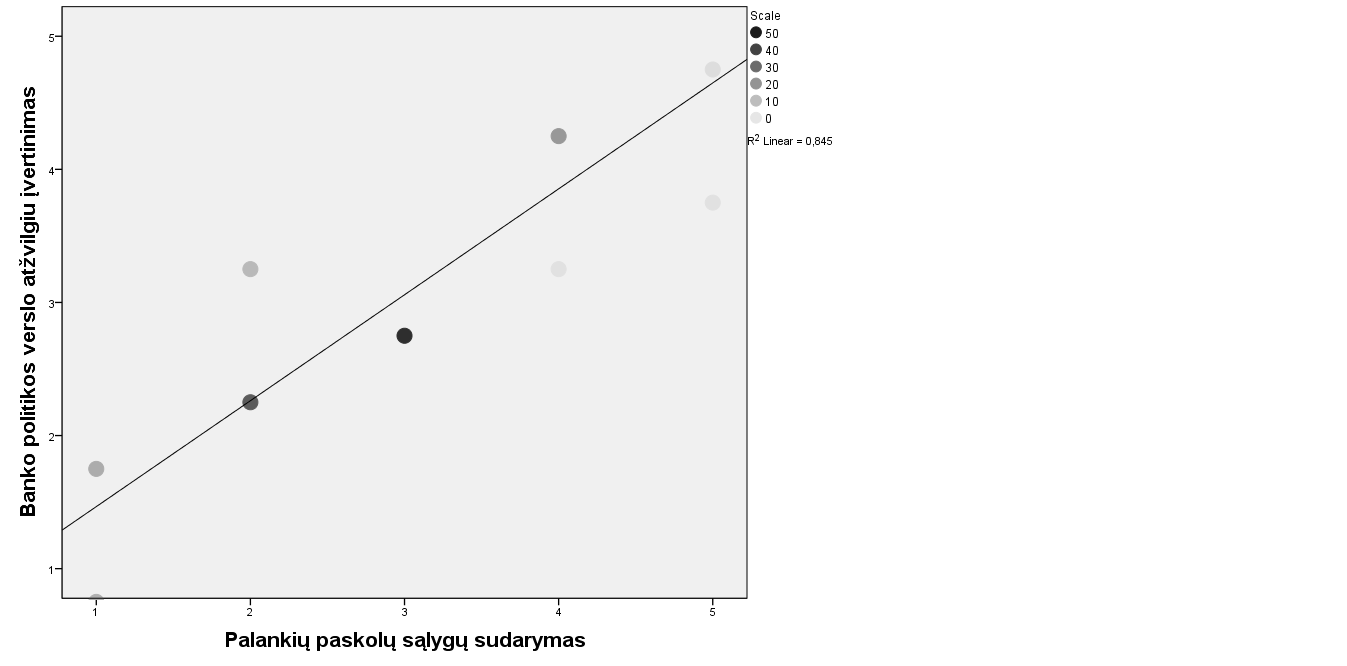 Scale
50
40
30
20
10
0
R2 Linear = 0,845
Banko politikos verslo atžvilgiu įvertinimas
5
4
3
2
1
1 2 3 4 5
Palankių paskolų sąlygų sudarymas